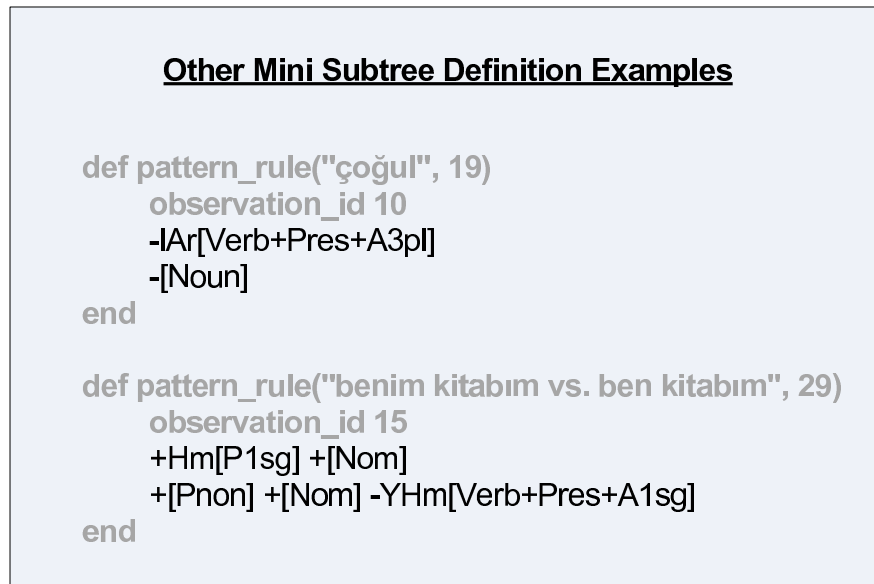 Other Mini Subtree Definition Examples
def pattern_rule("çoğul", 19)
observation_id 10
-lAr[Verb+Pres+A3pl]
-[Noun]
end
def pattern_rule("benim kitabım vs. ben kitabım", 29)
observation_id 15
+Hm[P1sg] +[Nom]
+[Pnon] +[Nom] -YHm[Verb+Pres+A1sg]
end